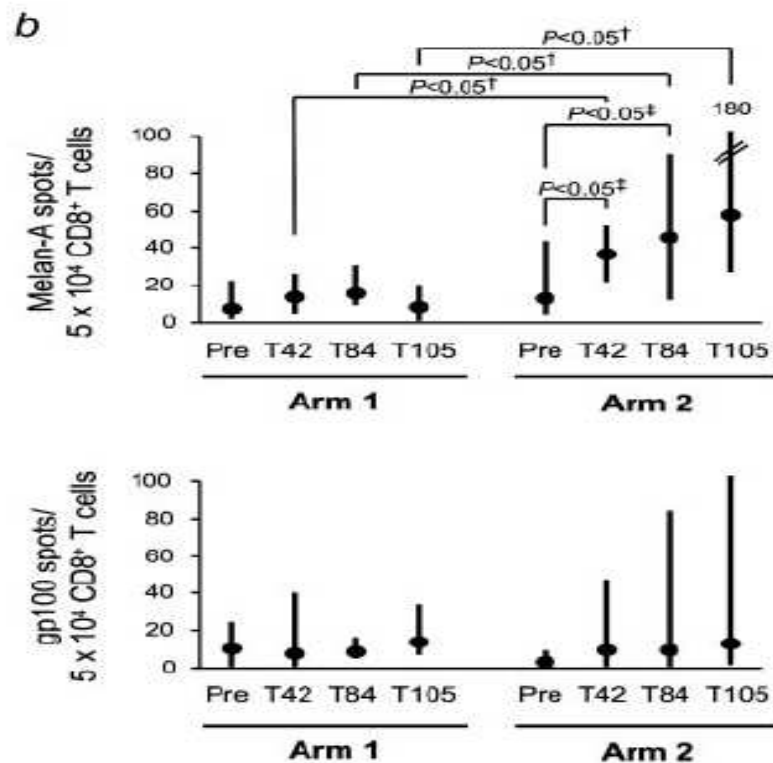 b
P<0.05†
P<0.05†
P<0.05†
180
P<0.05‡
P<0.05‡
Melan-A spots/
5 x 10⁴ CD8⁺ T cells
100
80
60
40
20
0
Pre T42 T84 T105 Pre T42 T84 T105
Arm 1 Arm 2
gp100 spots/
5 x 10⁴ CD8⁺ T cells
100
80
60
40
20
0
Pre T42 T84 T105 Pre T42 T84 T105
Arm 1 Arm 2